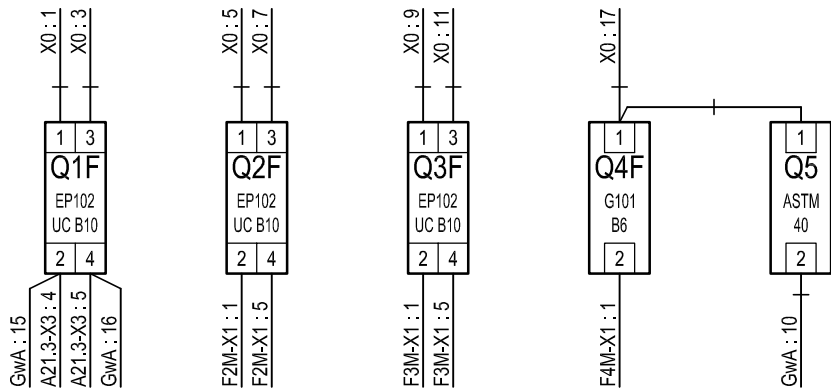 X0 : 1
X0 : 3
X0 : 5
X0 : 7
X0 : 9
X0 : 11
X0 : 17
1 3
Q1F
EP102
UC B10
2 4
1 3
Q2F
EP102
UC B10
2 4
1 3
Q3F
EP102
UC B10
2 4
1
Q4F
G101
B6
2
1
Q5
ASTM
40
2
GwA : 15
A21.3-X3 : 4
A21.3-X3 : 5
GwA : 16
F2M-X1 : 1
F2M-X1 : 5
F3M-X1 : 1
F3M-X1 : 5
F4M-X1 : 1
GwA : 10